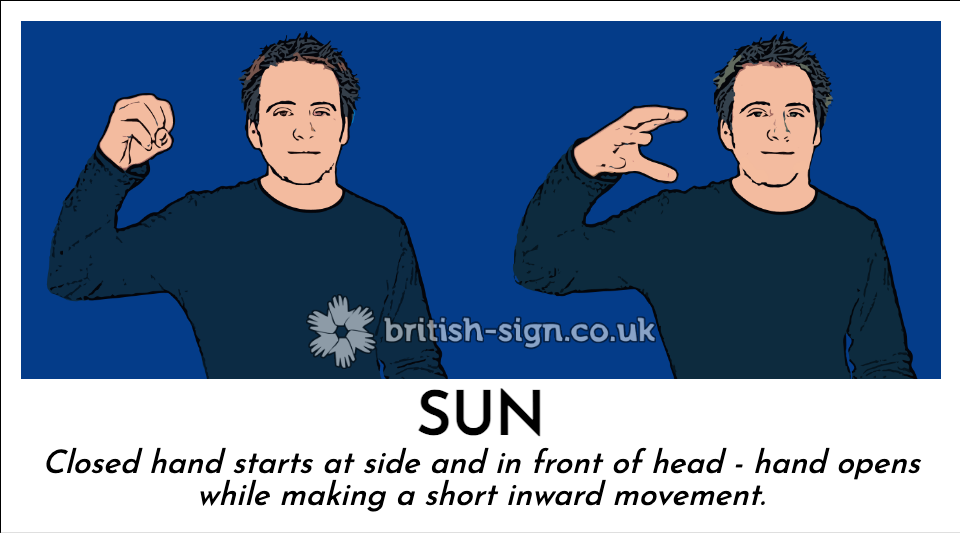 british-sign.co.uk
SUN
Closed hand starts at side and in front of head - hand opens
while making a short inward movement.